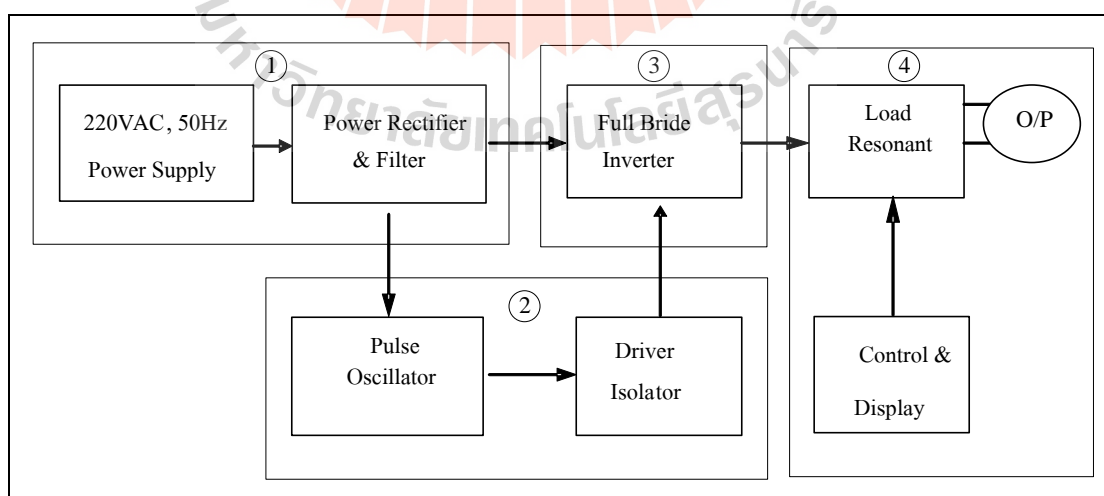 ①
220VAC, 50Hz
Power Supply
Power Rectifier
& Filter
③
Full Bride
Inverter
④
Load
Resonant
O/P
②
Pulse
Oscillator
Driver
Isolator
Control &
Display